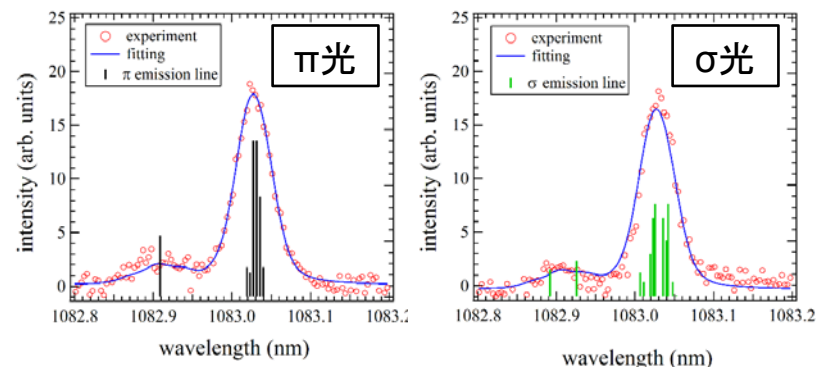 experiment
fitting
π emission line
π光
25
20
15
10
5
0
intensity (arb. units)
1082.8
1082.9
1083.0
1083.1
1083.2
wavelength (nm)
experiment
fitting
σ emission line
σ光
25
20
15
10
5
0
intensity (arb. units)
1082.8
1082.9
1083.0
1083.1
1083.2
wavelength (nm)